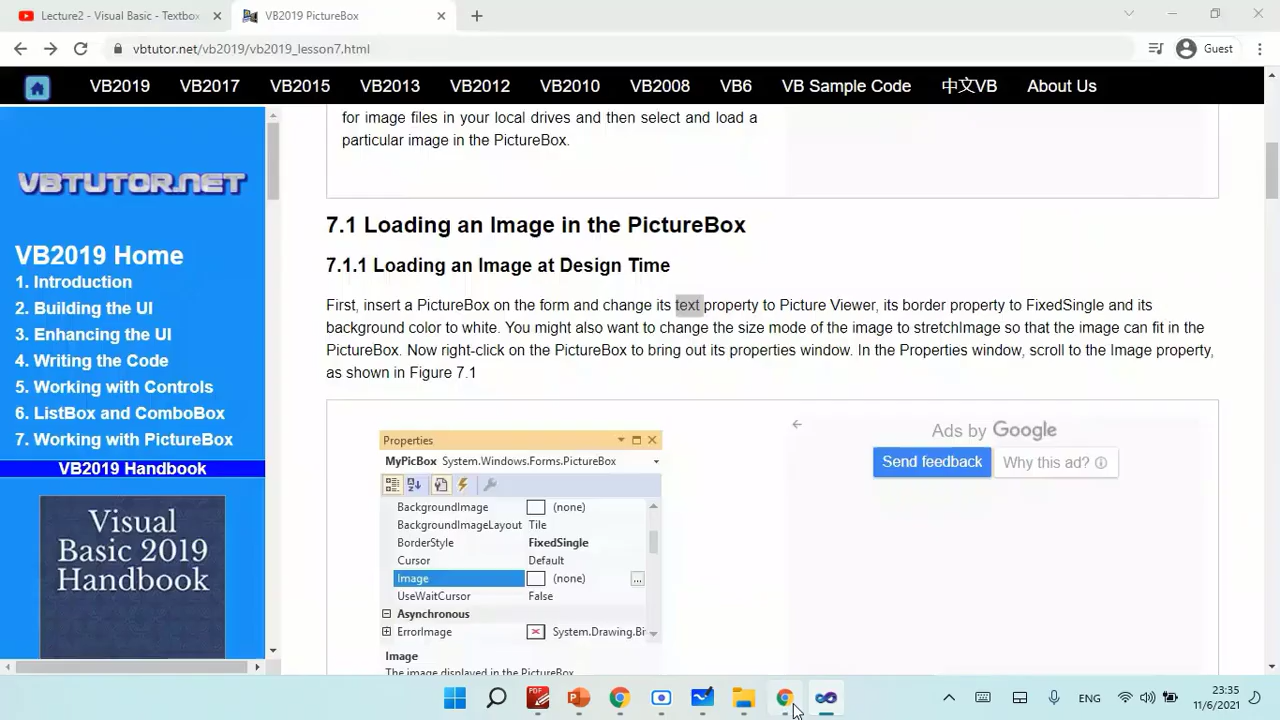 Lecture2 - Visual Basic - Textbox
VB2019 PictureBox
vbtutor.net/vb2019/vb2019_lesson7.html
Guest
VB2019
VB2017
VB2015
VB2013
VB2012
VB2010
VB2008
VB6
VB Sample Code
中文VB
About Us
VBTUTOR.NET
VB2019 Home
1. Introduction
2. Building the UI
3. Enhancing the UI
4. Writing the Code
5. Working with Controls
6. ListBox and ComboBox
7. Working with PictureBox
VB2019 Handbook
Visual
Basic 2019
Handbook
for image files in your local drives and then select and load a
particular image in the PictureBox.
7.1 Loading an Image in the PictureBox
7.1.1 Loading an Image at Design Time
First, insert a PictureBox on the form and change its text property to Picture Viewer, its border property to FixedSingle and its
background color to white. You might also want to change the size mode of the image to stretchImage so that the image can fit in the
PictureBox. Now right-click on the PictureBox to bring out its properties window. In the Properties window, scroll to the Image property,
as shown in Figure 7.1
Properties
MyPicBox System.Windows.Forms.PictureBox
BackgroundImage (none)
BackgroundImageLayout Tile
BorderStyle FixedSingle
Cursor Default
Image (none) ...
UseWaitCursor False
Asynchronous
ErrorImage System.Drawing.Bi
Image
The image displayed in the PictureBox
Ads by Google
Send feedback
Why this ad?
PDF
ENG
23:35
11/6/2021